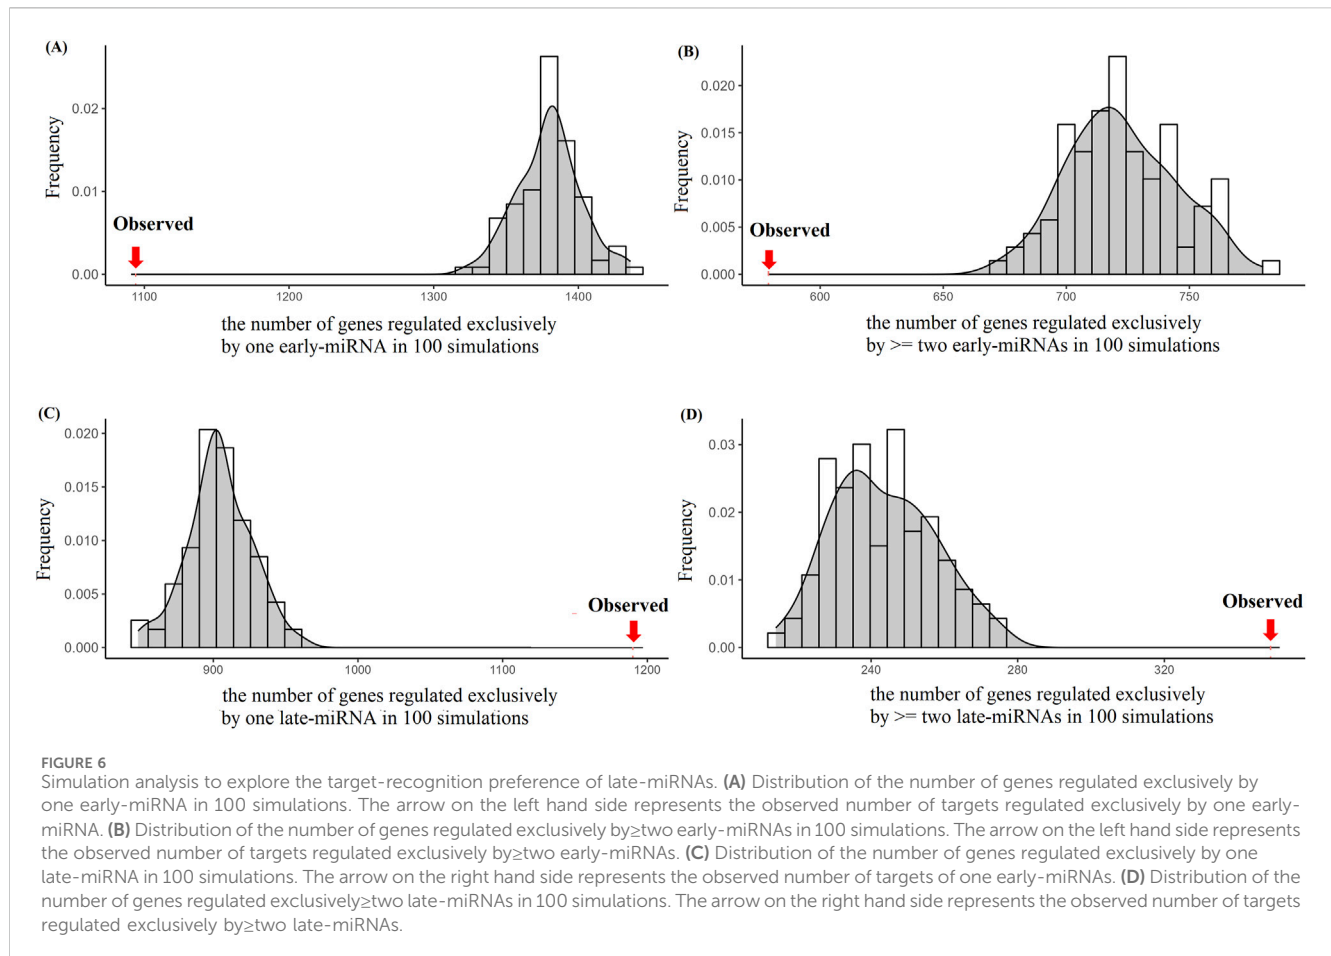 (A)
Frequency
0.02
0.01
0.00
Observed
1100
1200
1300
1400
the number of genes regulated exclusively
by one early-miRNA in 100 simulations
(B)
Frequency
0.020
0.015
0.010
0.005
0.000
Observed
600
650
700
750
the number of genes regulated exclusively
by >= two early-miRNAs in 100 simulations
(C)
Frequency
0.020
0.015
0.010
0.005
0.000
Observed
900
1000
1100
1200
the number of genes regulated exclusively
by one late-miRNA in 100 simulations
(D)
Frequency
0.03
0.02
0.01
0.00
Observed
240
280
320
the number of genes regulated exclusively
by >= two late-miRNAs in 100 simulations
FIGURE 6
Simulation analysis to explore the target-recognition preference of late-miRNAs. (A) Distribution of the number of genes regulated exclusively by
one early-miRNA in 100 simulations. The arrow on the left hand side represents the observed number of targets regulated exclusively by one early-
miRNA. (B) Distribution of the number of genes regulated exclusively by≥two early-miRNAs in 100 simulations. The arrow on the left hand side represents
the observed number of targets regulated exclusively by≥two early-miRNAs. (C) Distribution of the number of genes regulated exclusively by one
late-miRNA in 100 simulations. The arrow on the right hand side represents the observed number of targets of one early-miRNAs. (D) Distribution of the
number of genes regulated exclusively≥two late-miRNAs in 100 simulations. The arrow on the right hand side represents the observed number of targets
regulated exclusively by≥two late-miRNAs.